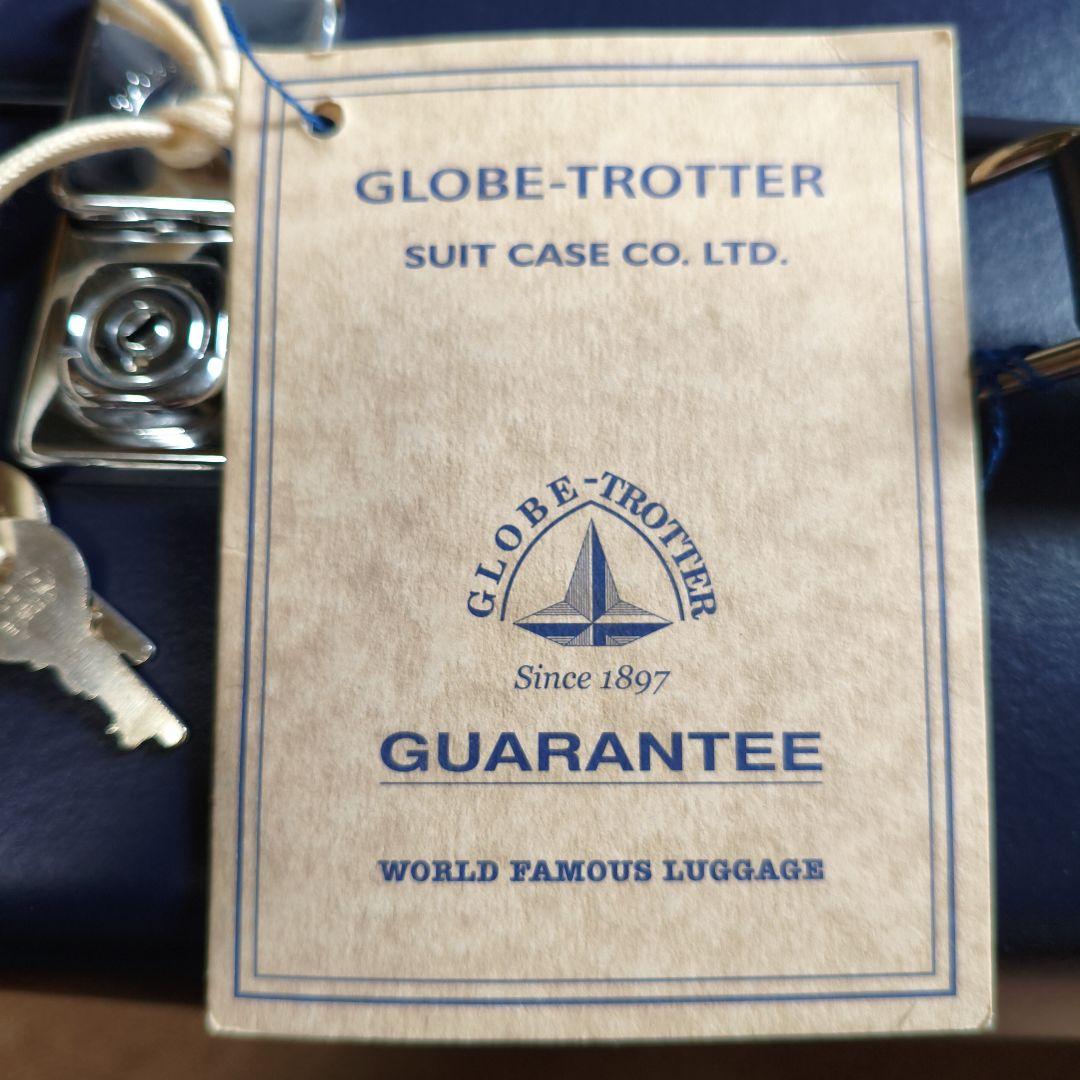 GLOBE-TROTTER
SUIT CASE CO. LTD.
GLOBE-TROTTER
Since 1897
GUARANTEE
WORLD FAMOUS LUGGAGE